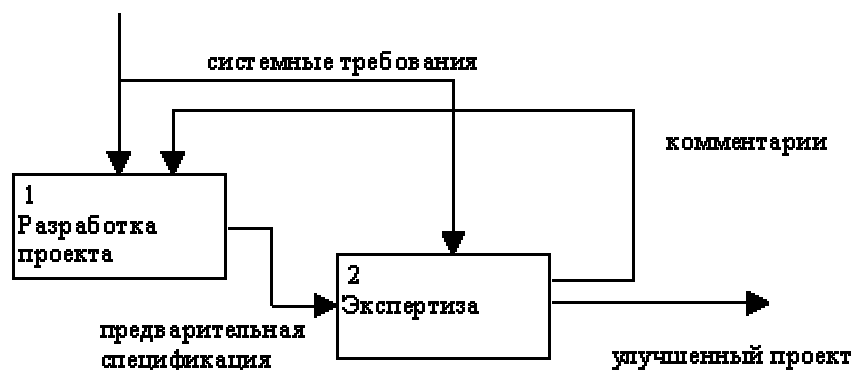 системные требования
комментарии
1
Разработка
проекта
2
Экспертиза
предварительная
спецификация
улучшенный проект